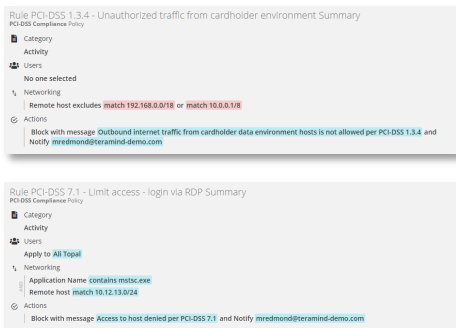 Rule PCI-DSS 1.3.4 - Unauthorized traffic from cardholder environment Summary
PCI-DSS Compliance Policy
Category
Activity
Users
No one selected
Networking
Remote host excludes match 192.168.0.0/18 or match 10.0.0.1/8
Actions
Block with message Outbound internet traffic from cardholder data environment hosts is not allowed per PCI-DSS 1.3.4 and
Notify mredmond@teramind-demo.com
Rule PCI-DSS 7.1 - Limit access - login via RDP Summary
PCI-DSS Compliance Policy
Category
Activity
Users
Apply to Ali Topal
Networking
AND
Application Name contains mstsc.exe
Remote host match 10.12.13.0/24
Actions
Block with message Access to host denied per PCI-DSS 7.1 and Notify mredmond@teramind-demo.com